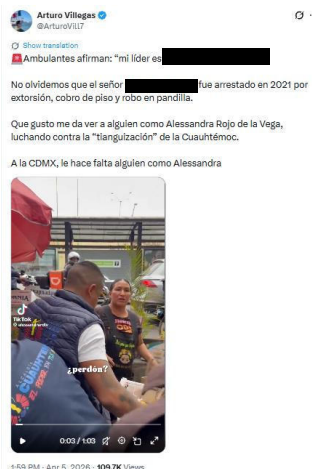 Arturo Villegas
@ArturoVill7
Show translation
🚨Ambulantes afirman: “mi líder es
No olvidemos que el señor fue arrestado en 2021 por
extorsión, cobro de piso y robo en pandilla.
Que gusto me da ver a alguien como Alessandra Rojo de la Vega,
luchando contra la “tianguización” de la Cuauhtémoc.
A la CDMX, le hace falta alguien como Alessandra
TikTok
¿perdón?
CUAUHTÉMOC
0:03 / 1:03
1:59 PM · Apr 5, 2026 · 109.7K Views